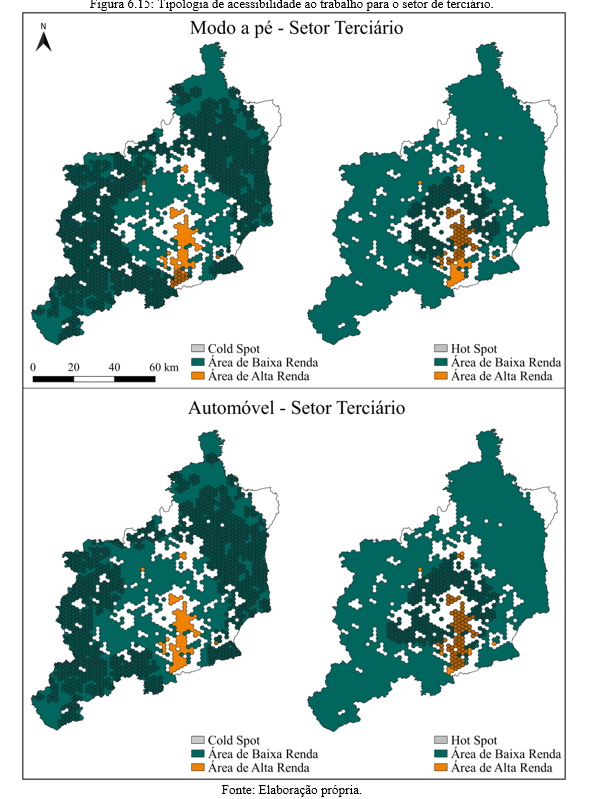 Figura 6.15: Tipologia de acessibilidade ao trabalho para o setor de terciário.
Modo a pé - Setor Terciário
N
Cold Spot
Área de Baixa Renda
Área de Alta Renda
0 20 40 60 km
Hot Spot
Área de Baixa Renda
Área de Alta Renda
Automóvel - Setor Terciário
Cold Spot
Área de Baixa Renda
Área de Alta Renda
Hot Spot
Área de Baixa Renda
Área de Alta Renda
Fonte: Elaboração própria.